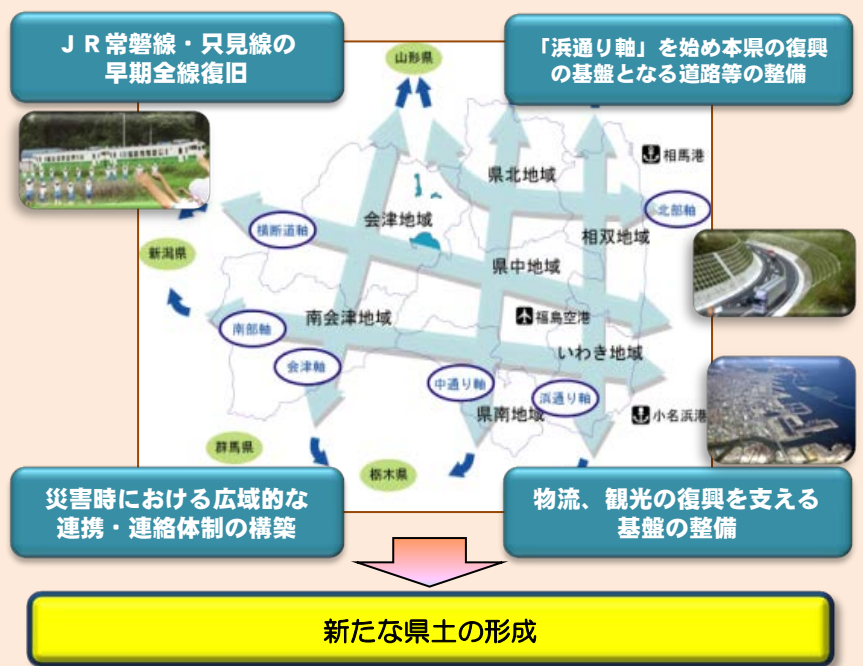 ＪＲ常磐線・只見線の
早期全線復旧
「浜通り軸」を始め本県の復興
の基盤となる道路等の整備
山形県
相馬港
県北地域
北部軸
会津地域
横断道軸
相双地域
新潟県
県中地域
福島空港
南会津地域
南部軸
いわき地域
会津軸
中通り軸
浜通り軸
県南地域
小名浜港
群馬県
栃木県
災害時における広域的な
連携・連絡体制の構築
物流、観光の復興を支える
基盤の整備
新たな県土の形成